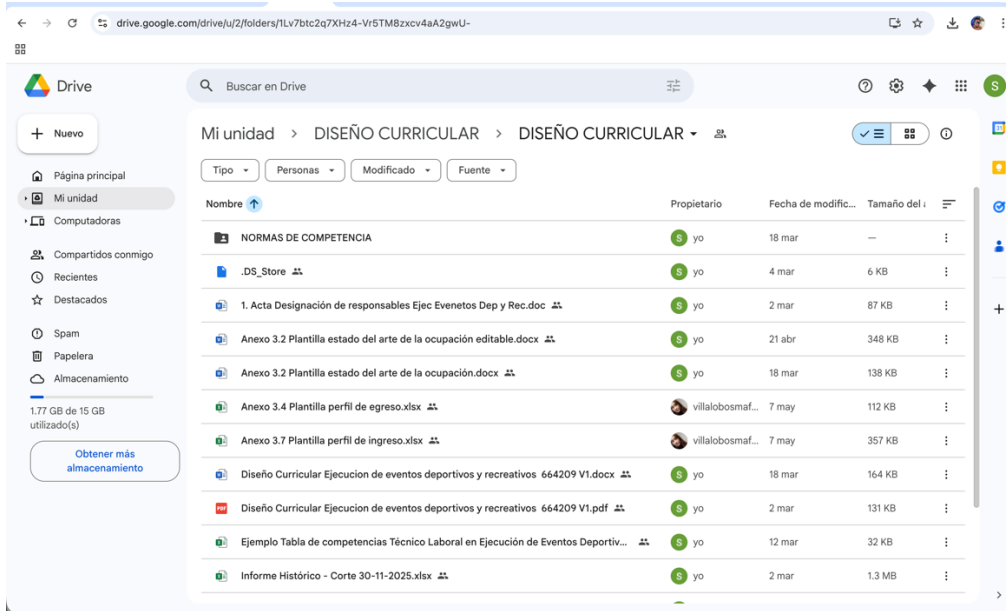 drive.google.com/drive/u/2/folders/1Lv7btc2q7XHz4-Vr5TM8zxcv4aA2gwU-
Drive
Buscar en Drive
S
Nuevo
Mi unidad > DISEÑO CURRICULAR > DISEÑO CURRICULAR
Tipo Personas Modificado Fuente
Página principal
Mi unidad
Computadoras
Compartidos conmigo
Recientes
Destacados
Spam
Papelera
Almacenamiento
1.77 GB de 15 GB
utilizado(s)
Obtener más
almacenamiento
Nombre Propietario Fecha de modific... Tamaño del
NORMAS DE COMPETENCIA S yo 18 mar —
.DS_Store S yo 4 mar 6 KB
1. Acta Designación de responsables Ejec Evenetos Dep y Rec.doc S yo 2 mar 87 KB
Anexo 3.2 Plantilla estado del arte de la ocupación editable.docx S yo 21 abr 348 KB
Anexo 3.2 Plantilla estado del arte de la ocupación.docx S yo 18 mar 138 KB
Anexo 3.4 Plantilla perfil de egreso.xlsx villalobosmaf... 7 may 112 KB
Anexo 3.7 Plantilla perfil de ingreso.xlsx villalobosmaf... 7 may 357 KB
Diseño Curricular Ejecucion de eventos deportivos y recreativos 664209 V1.docx S yo 18 mar 164 KB
PDF Diseño Curricular Ejecucion de eventos deportivos y recreativos 664209 V1.pdf S yo 2 mar 131 KB
Ejemplo Tabla de competencias Técnico Laboral en Ejecución de Eventos Deportiv... S yo 12 mar 32 KB
Informe Histórico - Corte 30-11-2025.xlsx S yo 2 mar 1.3 MB